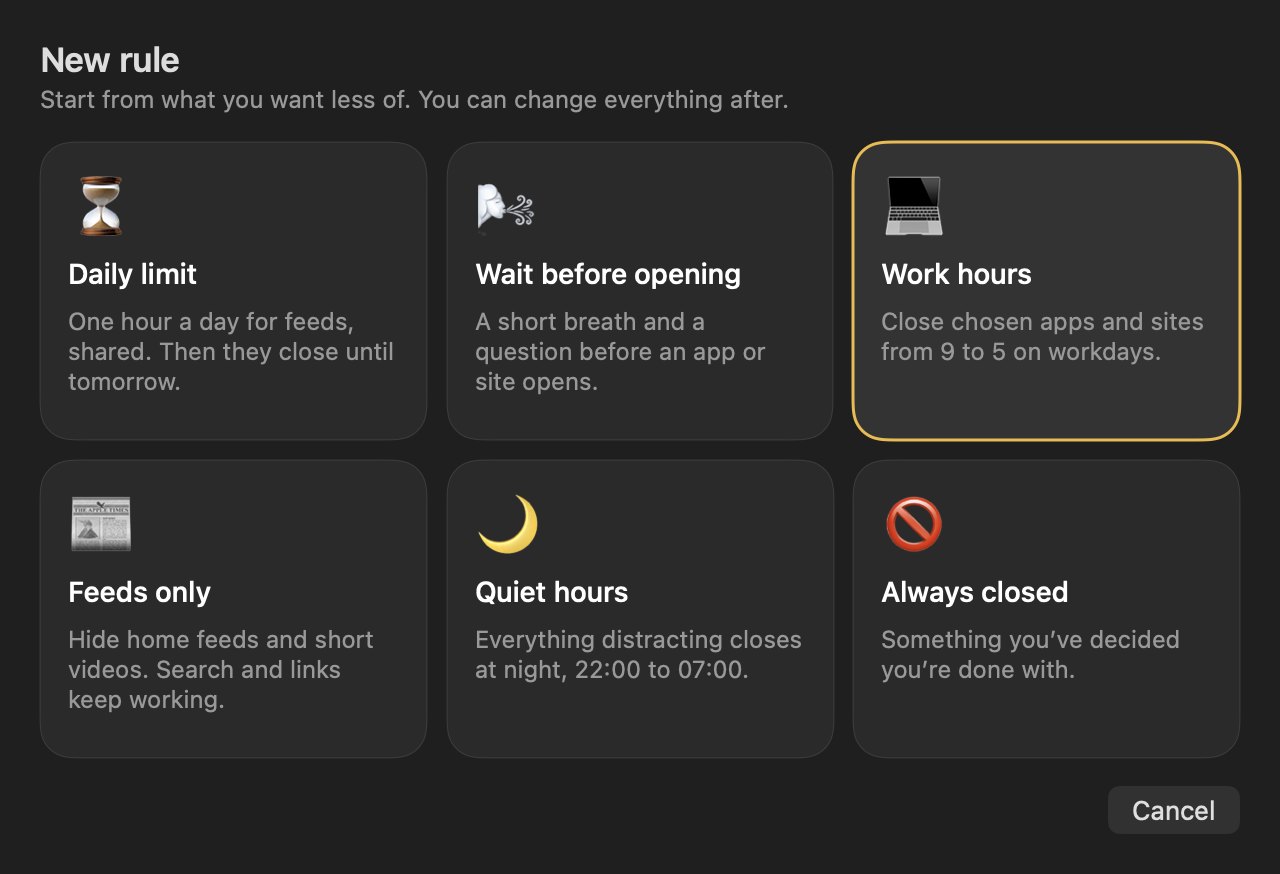 New rule
Start from what you want less of. You can change everything after.
Daily limit
One hour a day for feeds,
shared. Then they close until
tomorrow.
Wait before opening
A short breath and a
question before an app or
site opens.
Work hours
Close chosen apps and sites
from 9 to 5 on workdays.
THE APPLE TIMES
Feeds only
Hide home feeds and short
videos. Search and links
keep working.
Quiet hours
Everything distracting closes
at night, 22:00 to 07:00.
Always closed
Something you’ve decided
you’re done with.
Cancel